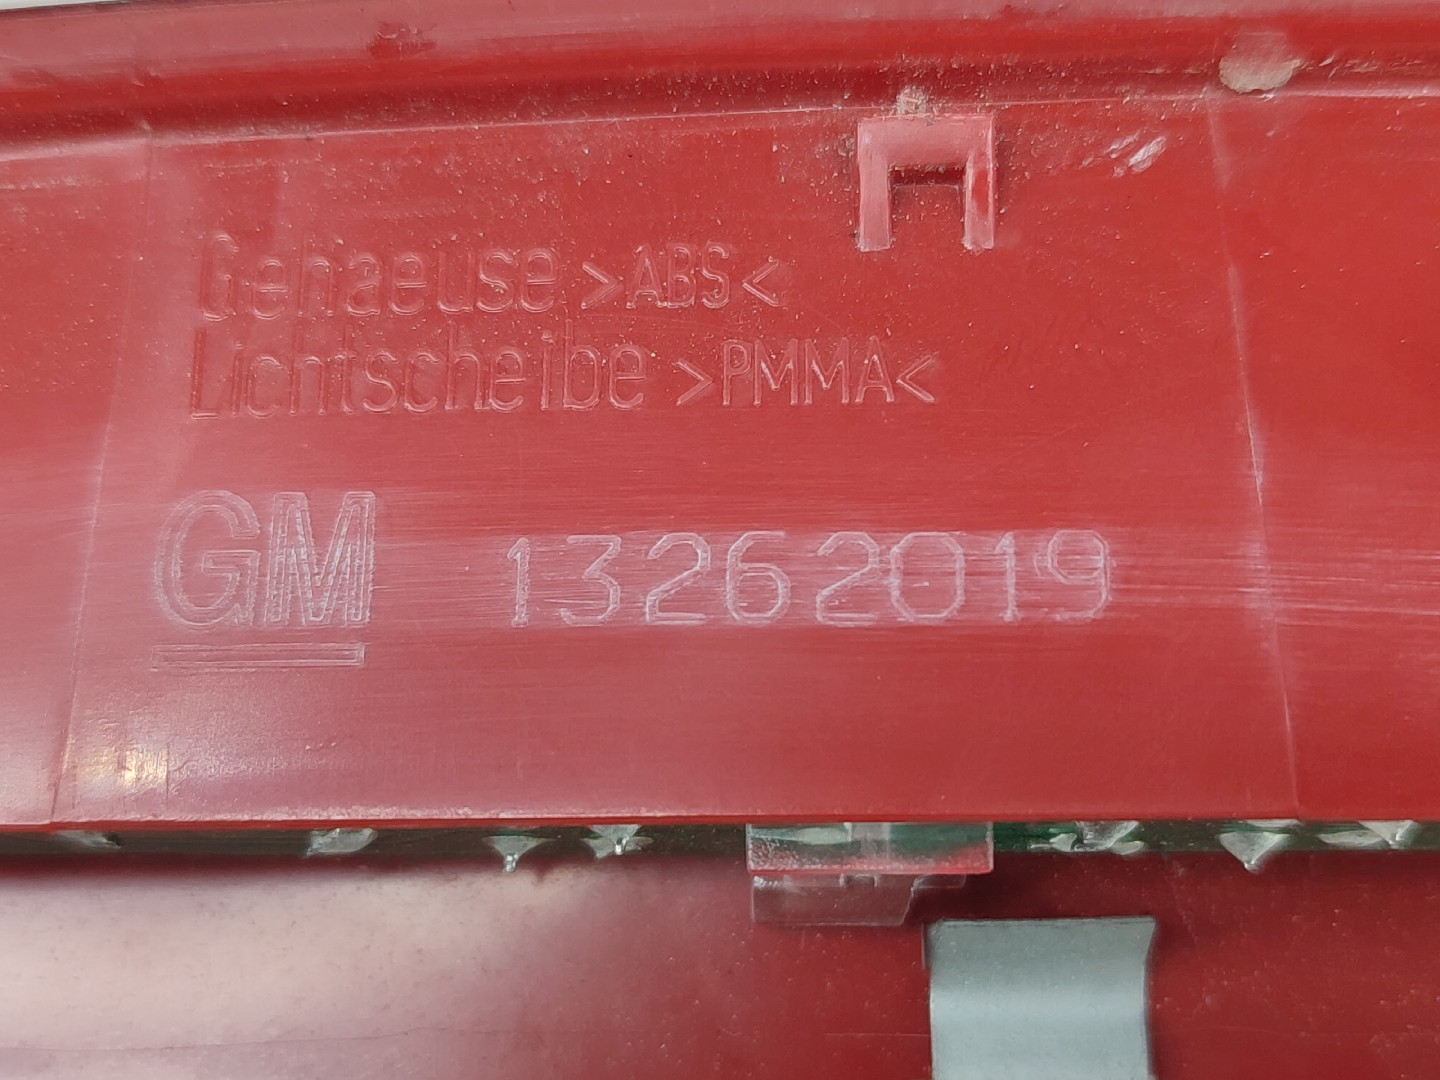 Gehaeuse >ABS<
Lichtscheibe >PMMA<
GM 13262019